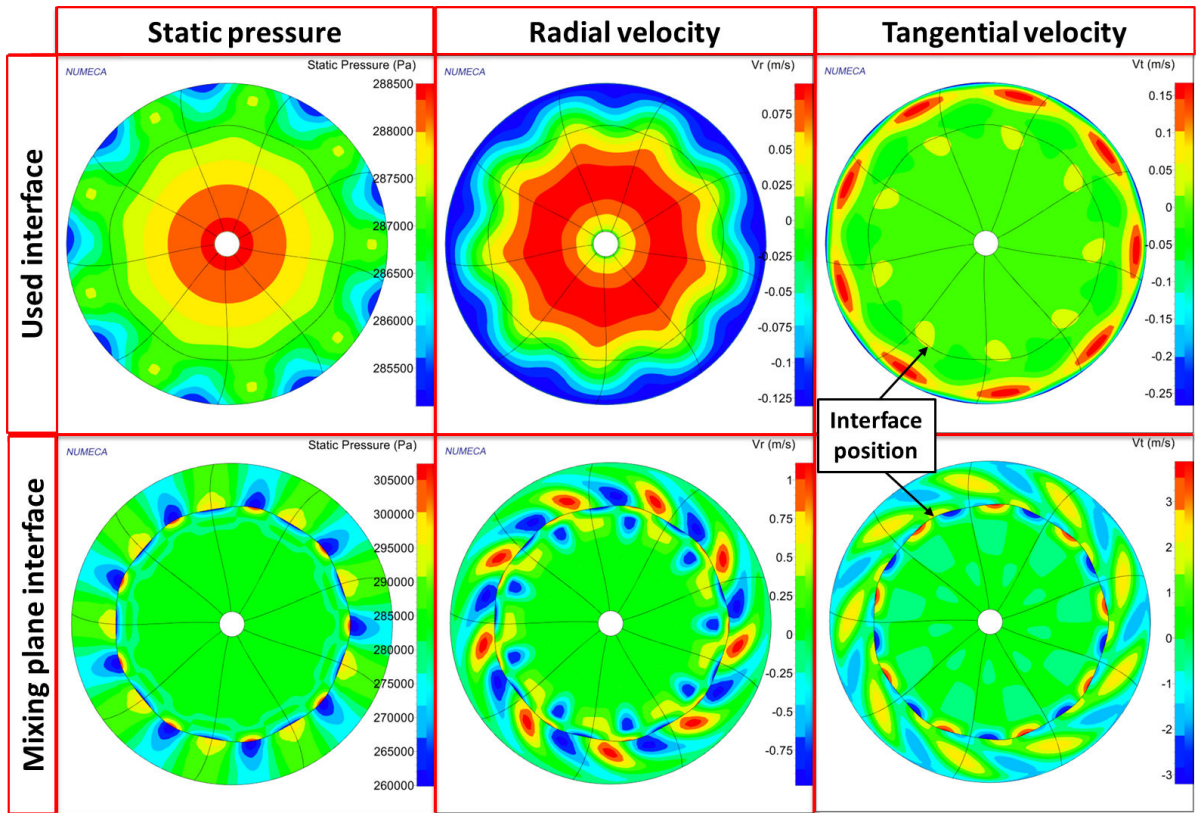 Static pressure
Radial velocity
Tangential velocity
Used interface
NUMECA
Static Pressure (Pa)
288500
288000
287500
287000
286500
286000
285500
NUMECA
Vr (m/s)
0.075
0.05
0.025
0
-0.025
-0.05
-0.075
-0.1
-0.125
NUMECA
Vt (m/s)
0.15
0.1
0
-0.05
-0.1
-0.2
-0.25
Interface
position
Mixing plane interface
NUMECA
Static Pressure (Pa)
305000
300000
295000
290000
285000
280000
275000
270000
265000
260000
NUMECA
Vr (m/s)
1
0.75
0.5
0.25
0
-0.25
-0.5
-0.75
Vt (m/s)
3
2
1
0
-1
-2
-3